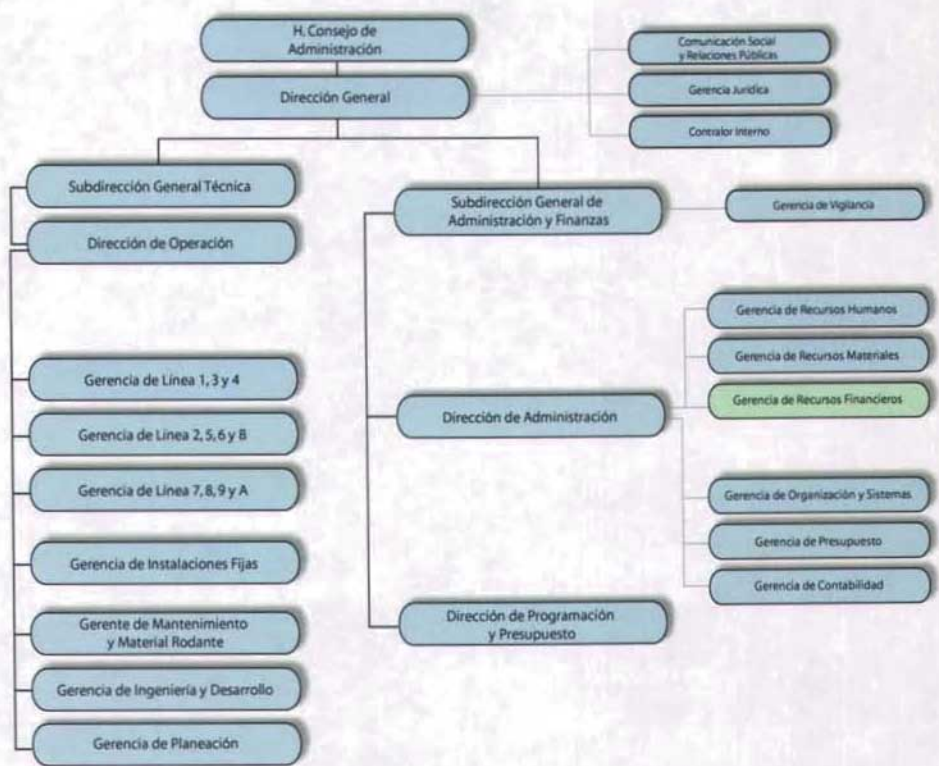 H. Consejo de
Administración
Dirección General
Comunicación Social
y Relaciones Públicas
Gerencia Jurídica
Contralor Interno
Subdirección General Técnica
Dirección de Operación
Subdirección General de
Administración y Finanzas
Gerencia de Vigilancia
Gerencia de Línea 1, 3 y 4
Gerencia de Línea 2, 5, 6 y B
Gerencia de Línea 7, 8, 9 y A
Gerencia de Instalaciones Fijas
Gerente de Mantenimiento
y Material Rodante
Gerencia de Ingeniería y Desarrollo
Gerencia de Planeación
Dirección de Administración
Gerencia de Recursos Humanos
Gerencia de Recursos Materiales
Gerencia de Recursos Financieros
Gerencia de Organización y Sistemas
Gerencia de Presupuesto
Gerencia de Contabilidad
Dirección de Programación
y Presupuesto